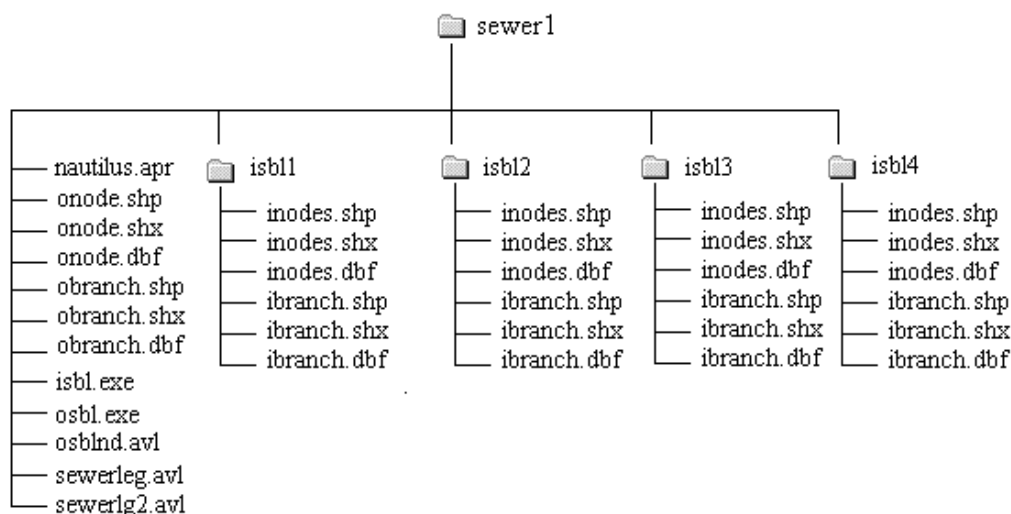 sewer1
nautilus.apr
onode.shp
onode.shx
onode.dbf
obranch.shp
obranch.shx
obranch.dbf
isbl.exe
osbl.exe
osblnd.avl
sewerleg.avl
sewerlg2.avl
isbl1
inodes.shp
inodes.shx
inodes.dbf
ibranch.shp
ibranch.shx
ibranch.dbf
isbl2
inodes.shp
inodes.shx
inodes.dbf
ibranch.shp
ibranch.shx
ibranch.dbf
isbl3
inodes.shp
inodes.shx
inodes.dbf
ibranch.shp
ibranch.shx
ibranch.dbf
isbl4
inodes.shp
inodes.shx
inodes.dbf
ibranch.shp
ibranch.shx
ibranch.dbf